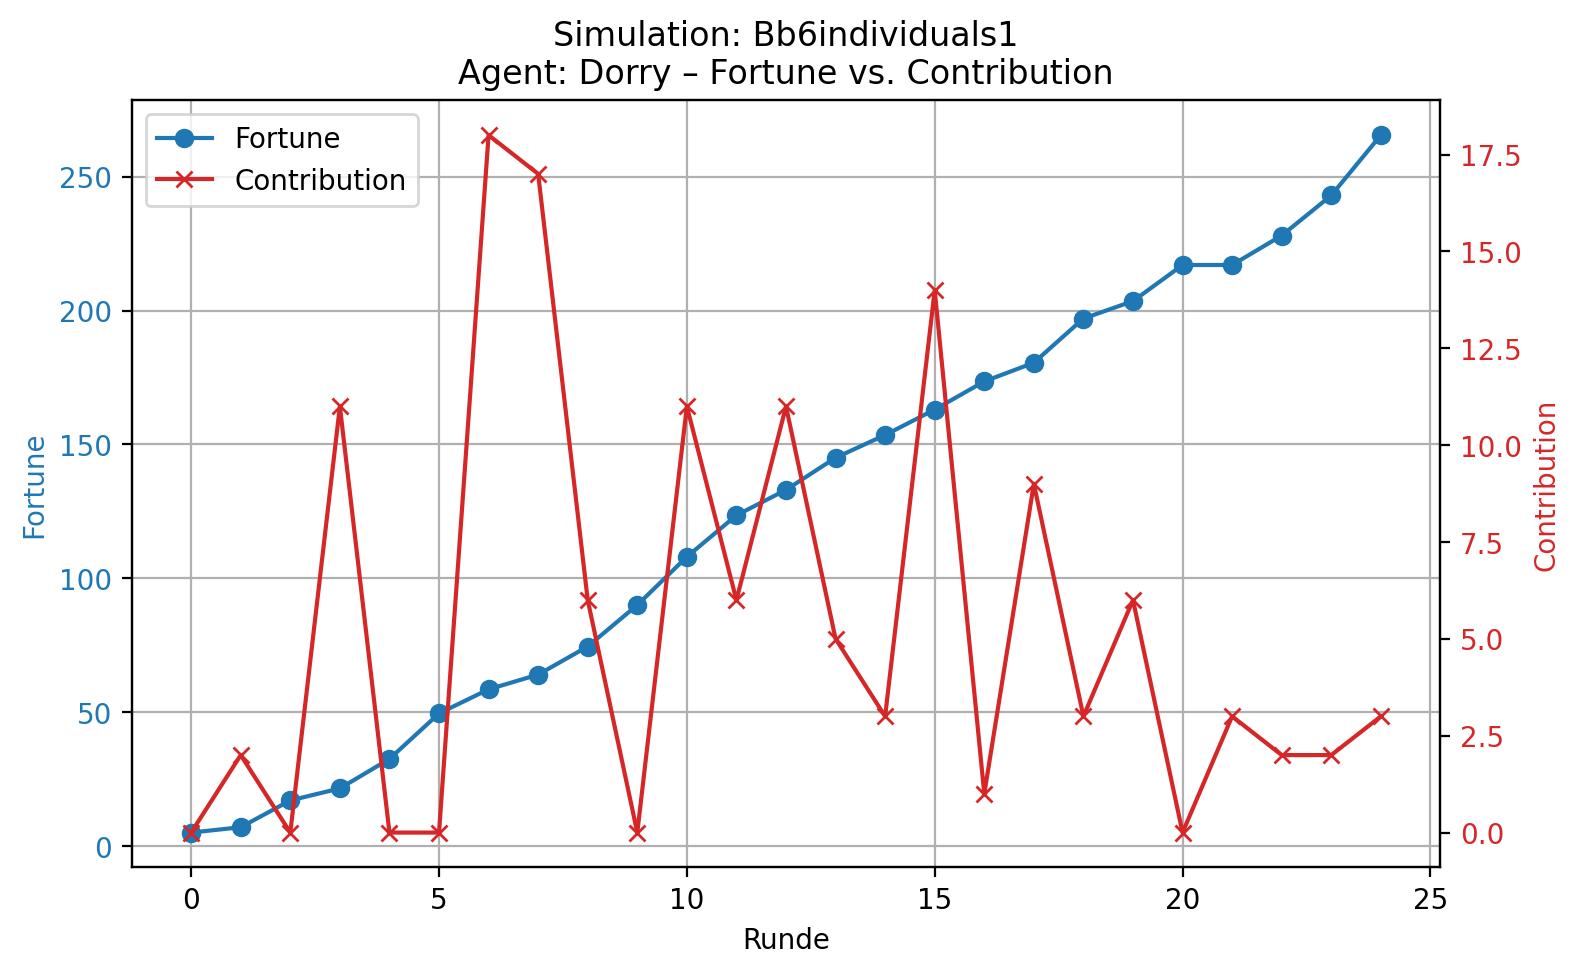 Simulation: Bb6individuals1
Agent: Dorry – Fortune vs. Contribution
Fortune
Contribution
250
200
150
100
50
0
Fortune
17.5
15.0
12.5
10.0
7.5
5.0
2.5
0.0
Contribution
0
5
10
15
20
25
Runde